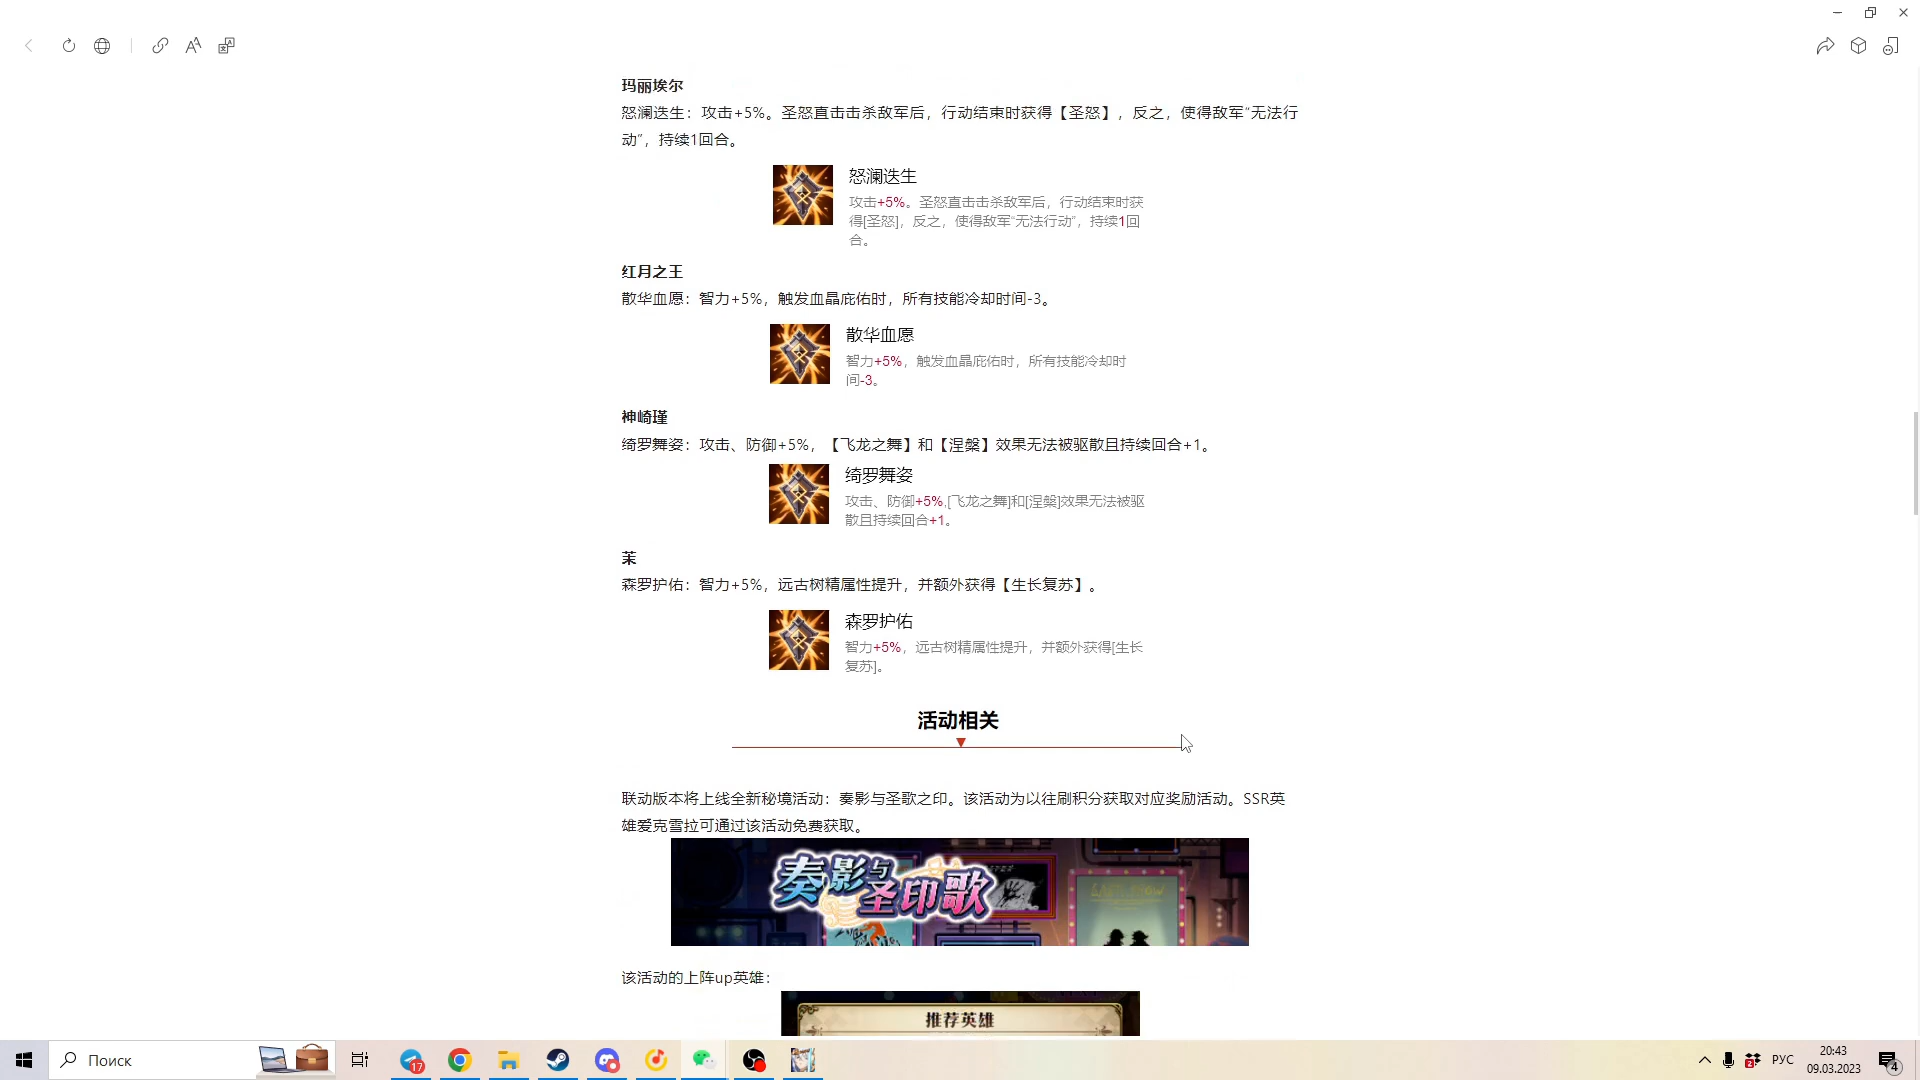 玛丽埃尔
怒澜迭生：攻击+5%。圣怒直击击杀敌军后，行动结束时获得【圣怒】，反之，使得敌军“无法行
动”，持续1回合。
怒澜迭生
攻击+5%。圣怒直击击杀敌军后，行动结束时获
得[圣怒]，反之，使得敌军“无法行动”，持续1回
合。
红月之王
散华血愿：智力+5%，触发血晶庇佑时，所有技能冷却时间-3。
散华血愿
智力+5%，触发血晶庇佑时，所有技能冷却时
间-3。
神崎瑾
绮罗舞姿：攻击、防御+5%，【飞龙之舞】和【涅槃】效果无法被驱散且持续回合+1。
绮罗舞姿
攻击、防御+5%,[飞龙之舞]和[涅槃]效果无法被驱
散且持续回合+1。
茉
森罗护佑：智力+5%，远古树精属性提升，并额外获得【生长复苏】。
森罗护佑
智力+5%，远古树精属性提升，并额外获得[生长
复苏]。
活动相关
联动版本将上线全新秘境活动：奏影与圣歌之印。该活动为以往刷积分获取对应奖励活动。SSR英
雄爱克雪拉可通过该活动免费获取。
奏影与
圣印歌
LAST SHOW
该活动的上阵up英雄：
推荐英雄
Поиск
17
2
РУС
20:43
09.03.2023
4